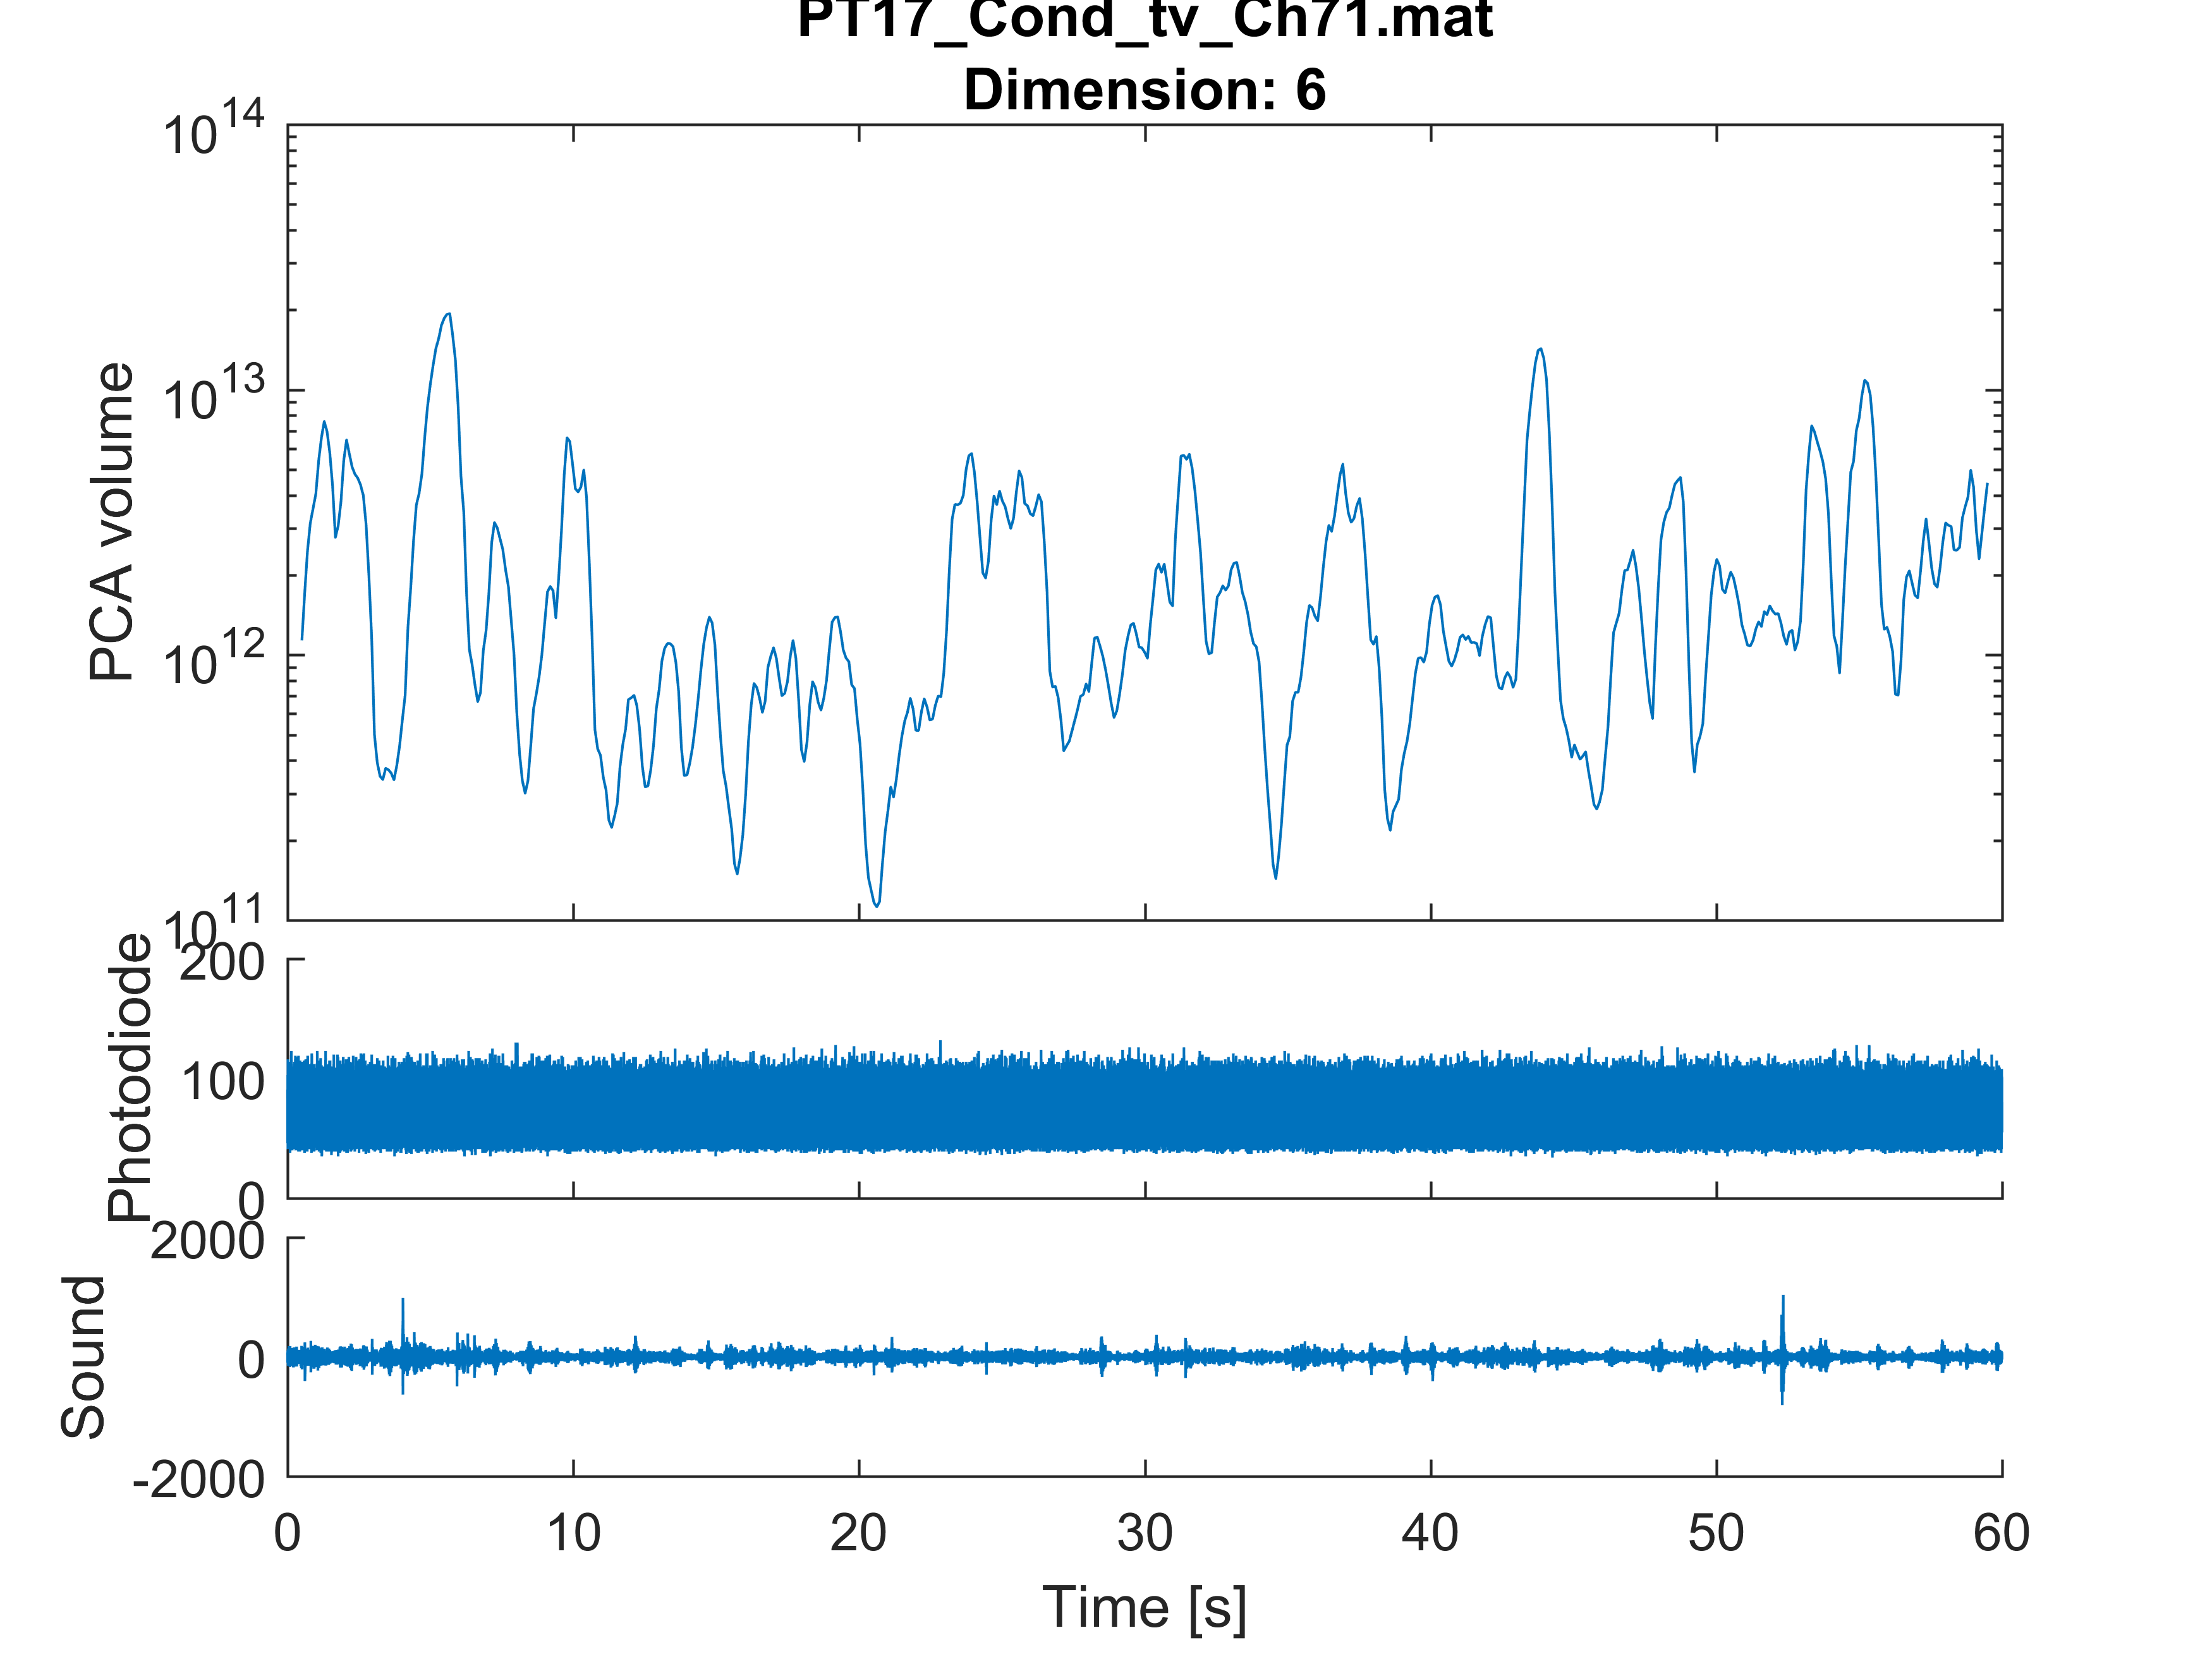 PT17_Cond_tv_Ch71.mat
Dimension: 6
10^14
10^13
10^12
10^11
PCA volume
200
100
0
Photodiode
2000
0
-2000
Sound
0 10 20 30 40 50 60
Time [s]